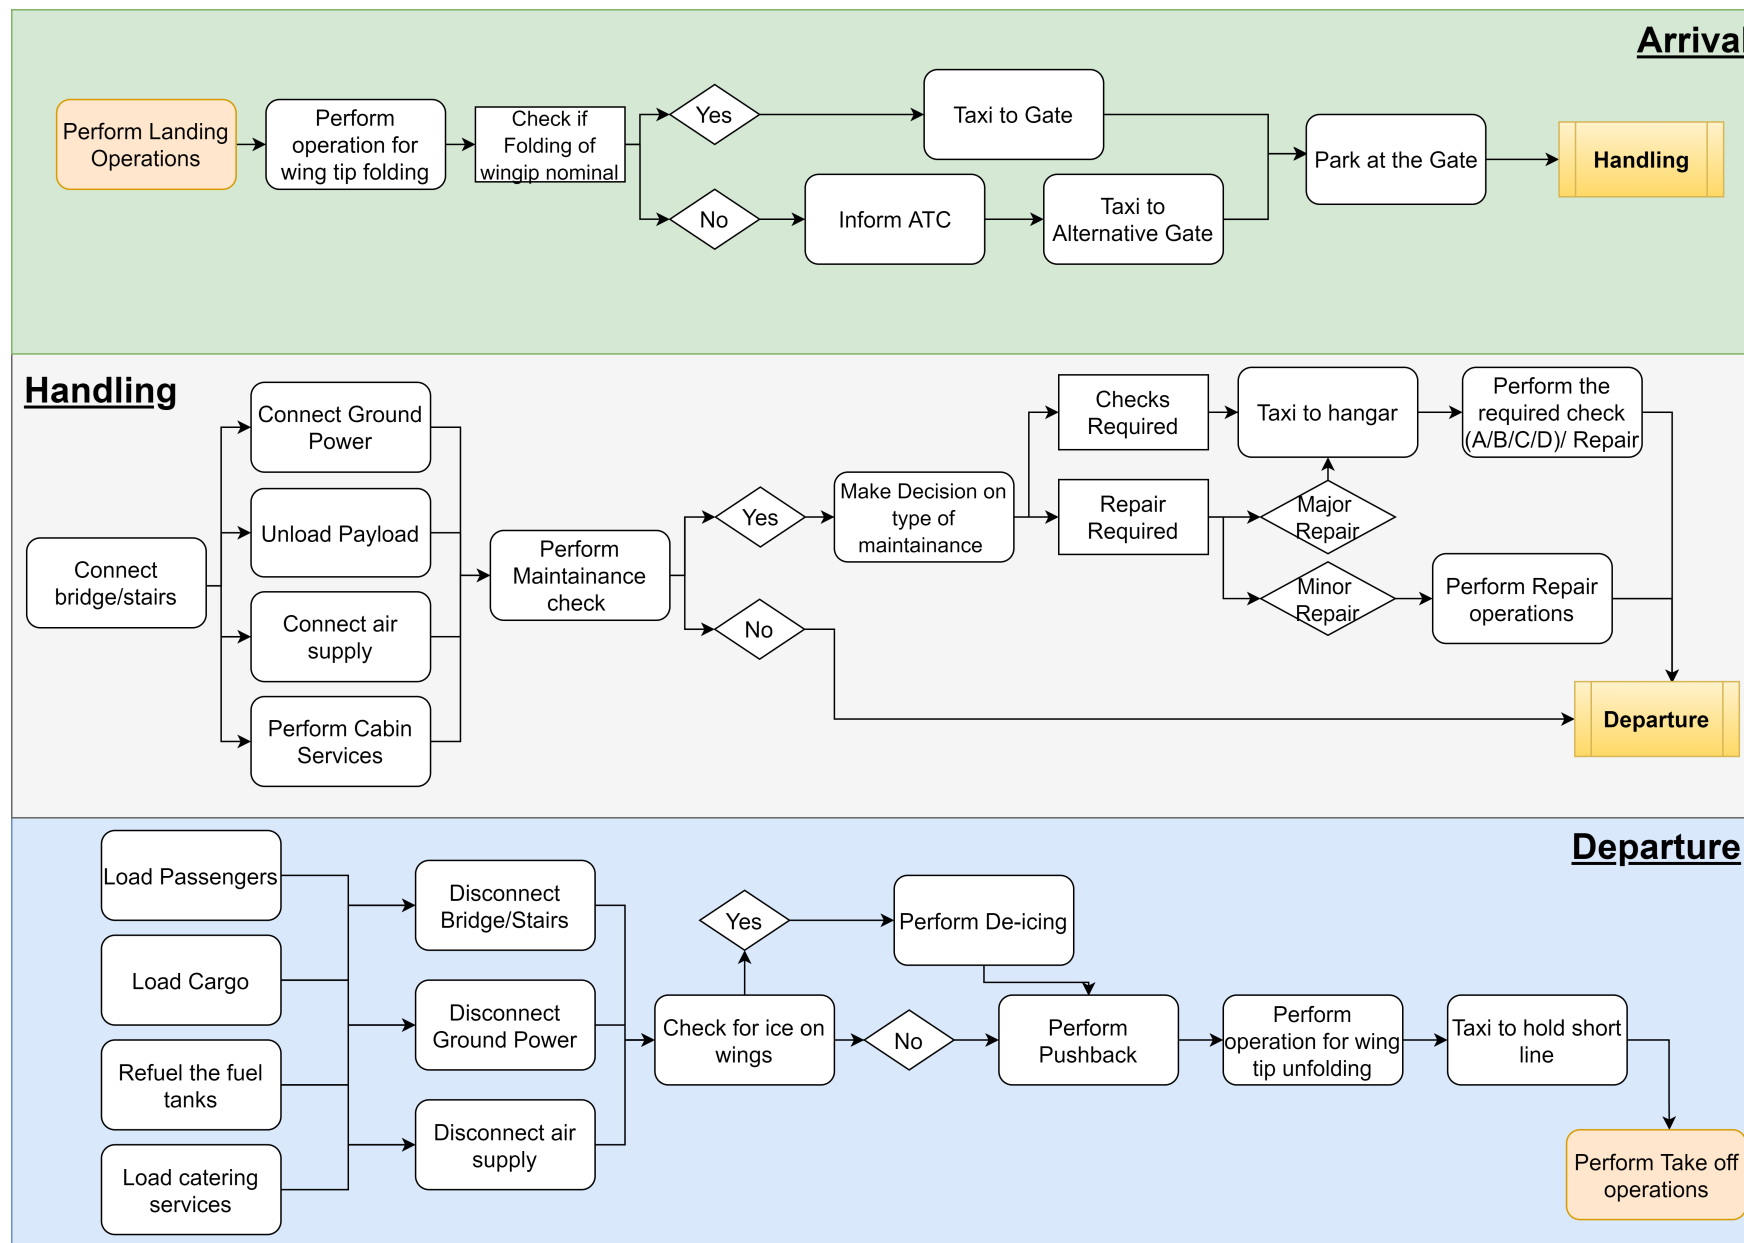 Arrival
Perform Landing
Operations
Perform
operation for
wing tip folding
Check if
Folding of
wingip nominal
Yes
No
Taxi to Gate
Inform ATC
Taxi to
Alternative Gate
Park at the Gate
Handling
Handling
Connect
bridge/stairs
Connect Ground
Power
Unload Payload
Connect air
supply
Perform Cabin
Services
Perform
Maintainance
check
Yes
No
Make Decision on
type of
maintainance
Checks
Required
Repair
Required
Taxi to hangar
Major
Repair
Minor
Repair
Perform the
required check
(A/B/C/D)/ Repair
Perform Repair
operations
Departure
Departure
Load Passengers
Load Cargo
Refuel the fuel
tanks
Load catering
services
Disconnect
Bridge/Stairs
Disconnect
Ground Power
Disconnect air
supply
Check for ice on
wings
Yes
No
Perform De-icing
Perform
Pushback
Perform
operation for wing
tip unfolding
Taxi to hold short
line
Perform Take off
operations